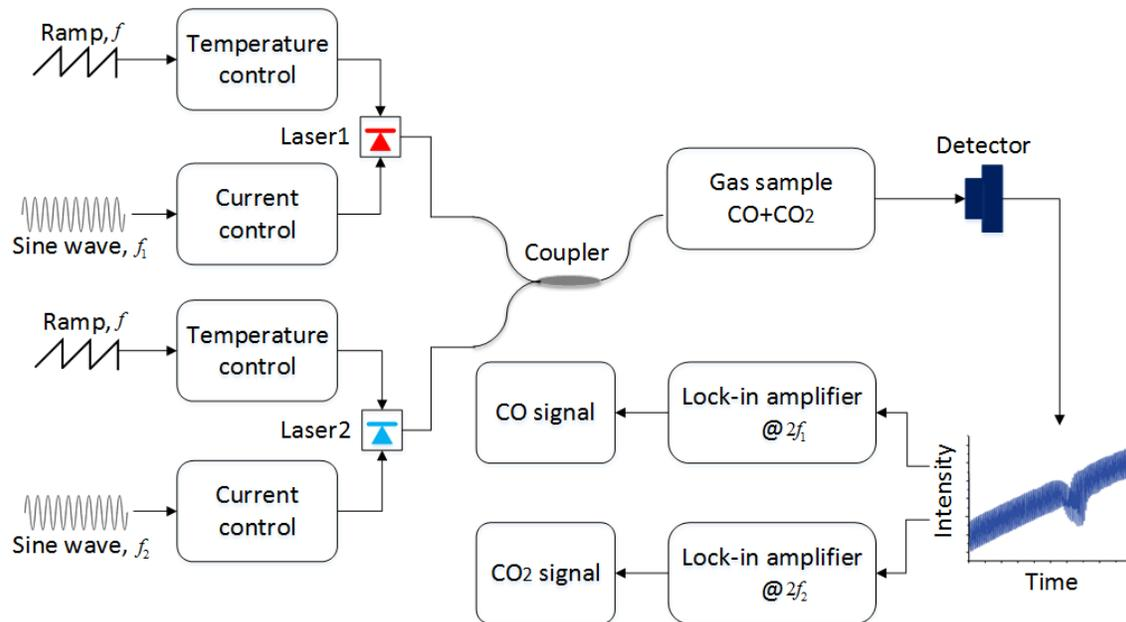 Ramp, f
Temperature
control
Laser1
Current
control
Sine wave, f₁
Ramp, f
Temperature
control
Laser2
Current
control
Sine wave, f₂
Coupler
Gas sample
CO+CO2
Detector
CO signal
Lock-in amplifier
@2f₁
CO2 signal
Lock-in amplifier
@2f₂
Intensity
Time